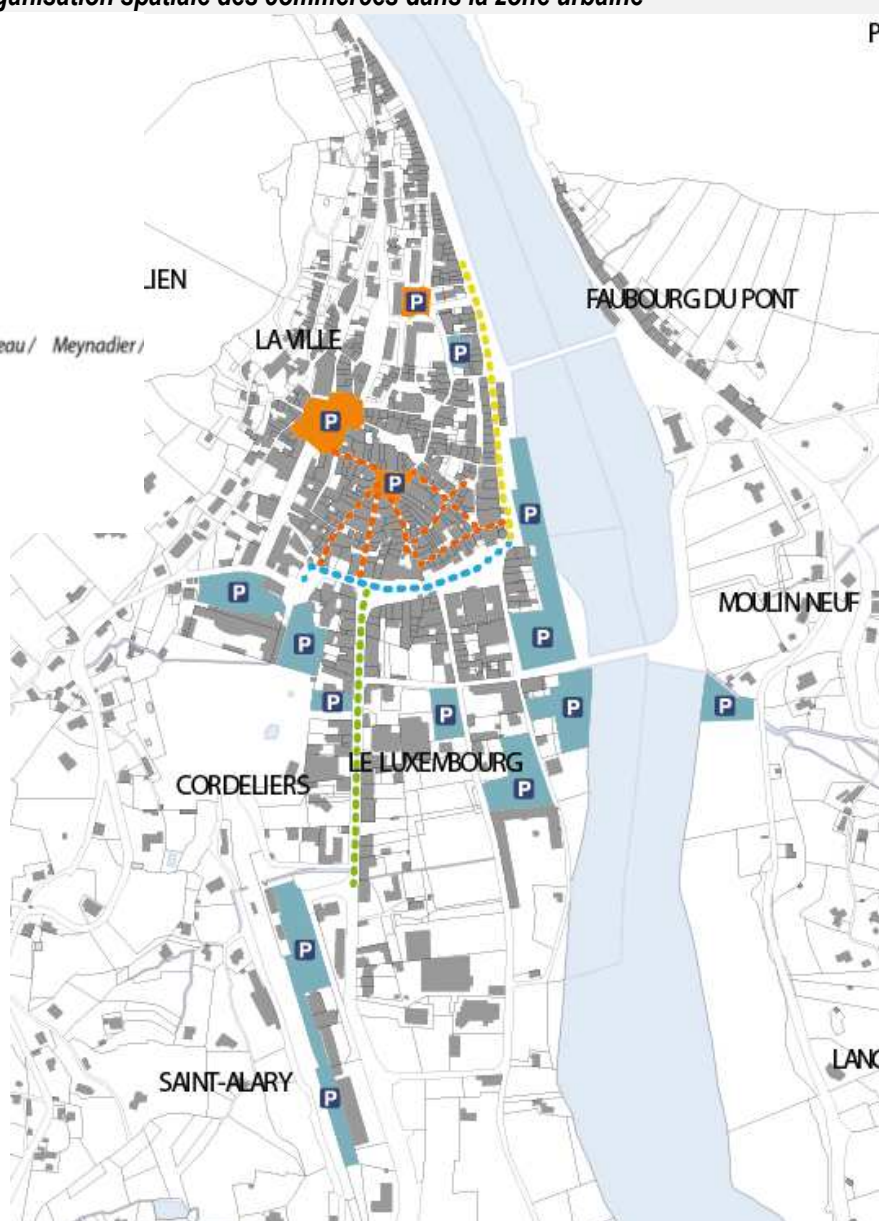 ganisation spatiale des commerces dans la zone urbaine
P
LIEN
FAUBOURG DU PONT
P
eau / Meynadier /
LA VILLE
P
P
P
P
MOULIN NEUF
P
P
P
P
P
P
P
LE LUXEMBOURG
CORDELIERS
P
P
LANG
SAINT-ALARY
P